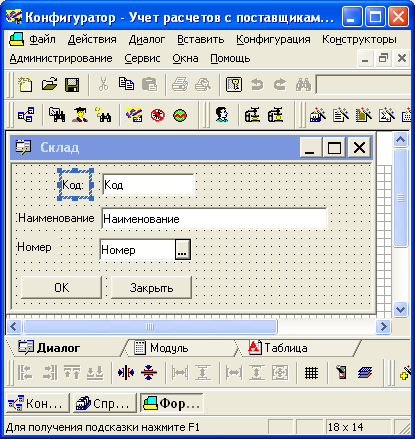 Конфигуратор - Учет расчетов с поставщикам...
Файл Действия Диалог Вставить Конфигурация Конструкторы
Администрирование Сервис Окна Помощь
Склад
Код: Код
Наименование Наименование
Номер Номер ...
OK Закрыть
Диалог Модуль Таблица
Кон... Спр... Фор...
Для получения подсказки нажмите F1 18 x 14